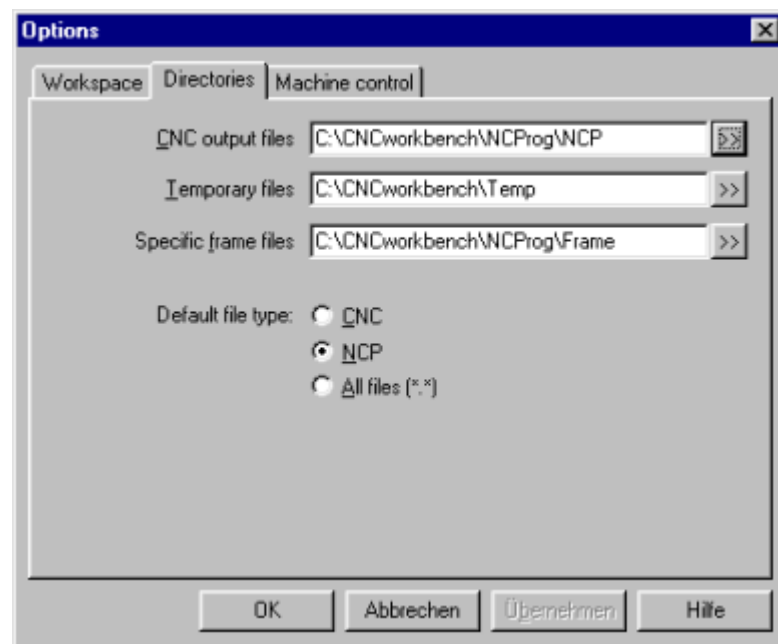 Options
Workspace Directories Machine control
CNC output files C:\CNCworkbench\NCProg\NCP >>
Temporary files C:\CNCworkbench\Temp >>
Specific frame files C:\CNCworkbench\NCProg\Frame >>
Default file type: CNC
NCP
All files (*.*)
OK Abbrechen Übernehmen Hilfe